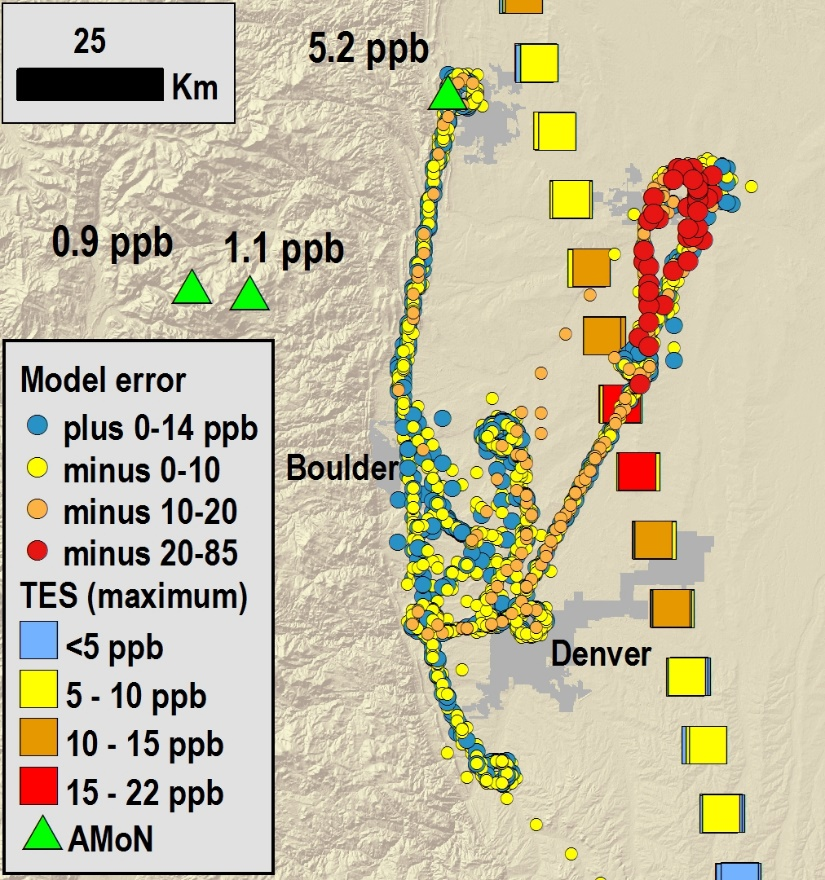 25
Km
5.2 ppb
0.9 ppb
1.1 ppb
Model error
plus 0-14 ppb
minus 0-10
minus 10-20
minus 20-85
TES (maximum)
<5 ppb
5 - 10 ppb
10 - 15 ppb
15 - 22 ppb
AMoN
Boulder
Denver